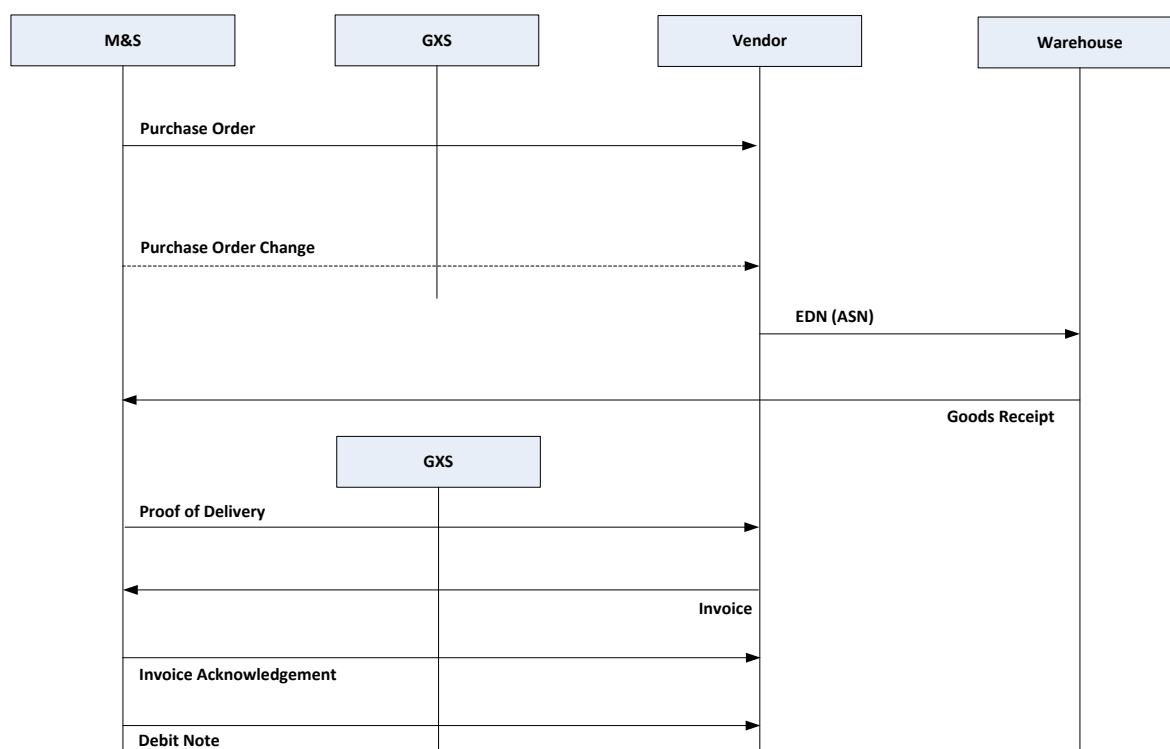 M&S
GXS
Vendor
Warehouse
Purchase Order
Purchase Order Change
EDN (ASN)
Goods Receipt
GXS
Proof of Delivery
Invoice
Invoice Acknowledgement
Debit Note